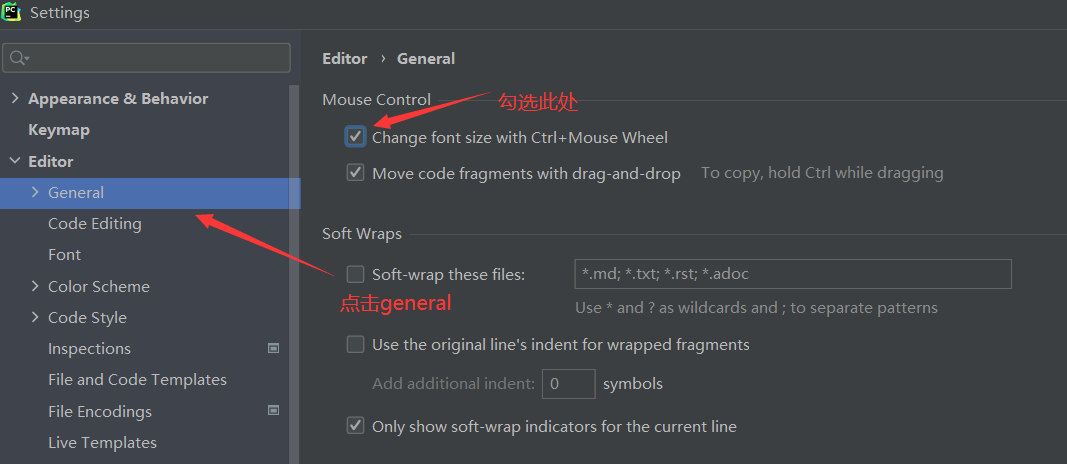 PC
Settings
Appearance & Behavior
Keymap
Editor
General
Code Editing
Font
Color Scheme
Code Style
Inspections
File and Code Templates
File Encodings
Live Templates
Editor › General
Mouse Control
勾选此处
Change font size with Ctrl+Mouse Wheel
Move code fragments with drag-and-drop To copy, hold Ctrl while dragging
Soft Wraps
Soft-wrap these files: *.md; *.txt; *.rst; *.adoc
点击general
Use * and ? as wildcards and ; to separate patterns
Use the original line's indent for wrapped fragments
Add additional indent: 0 symbols
Only show soft-wrap indicators for the current line